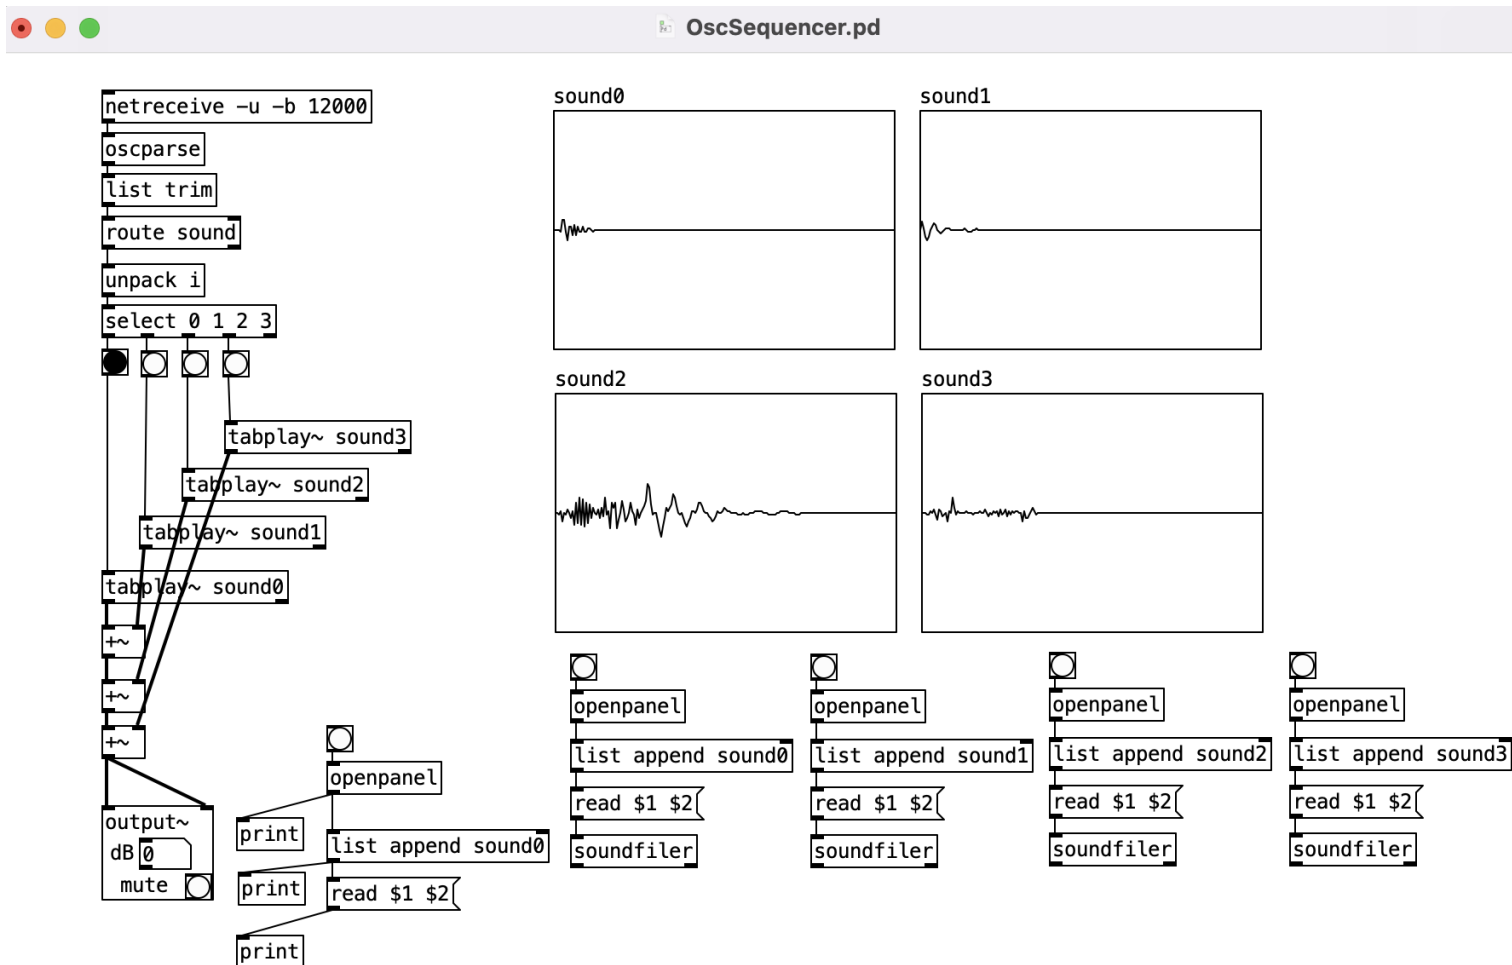 OscSequencer.pd
netreceive -u -b 12000
oscparse
list trim
route sound
unpack i
select 0 1 2 3
tabplay~ sound3
tabplay~ sound2
tabplay~ sound1
tabplay~ sound0
+~
+~
+~
output~
dB 0
mute
openpanel
print
list append sound0
print
read $1 $2
print
sound0
sound1
sound2
sound3
openpanel
list append sound0
read $1 $2
soundfiler
openpanel
list append sound1
read $1 $2
soundfiler
openpanel
list append sound2
read $1 $2
soundfiler
openpanel
list append sound3
read $1 $2
soundfiler